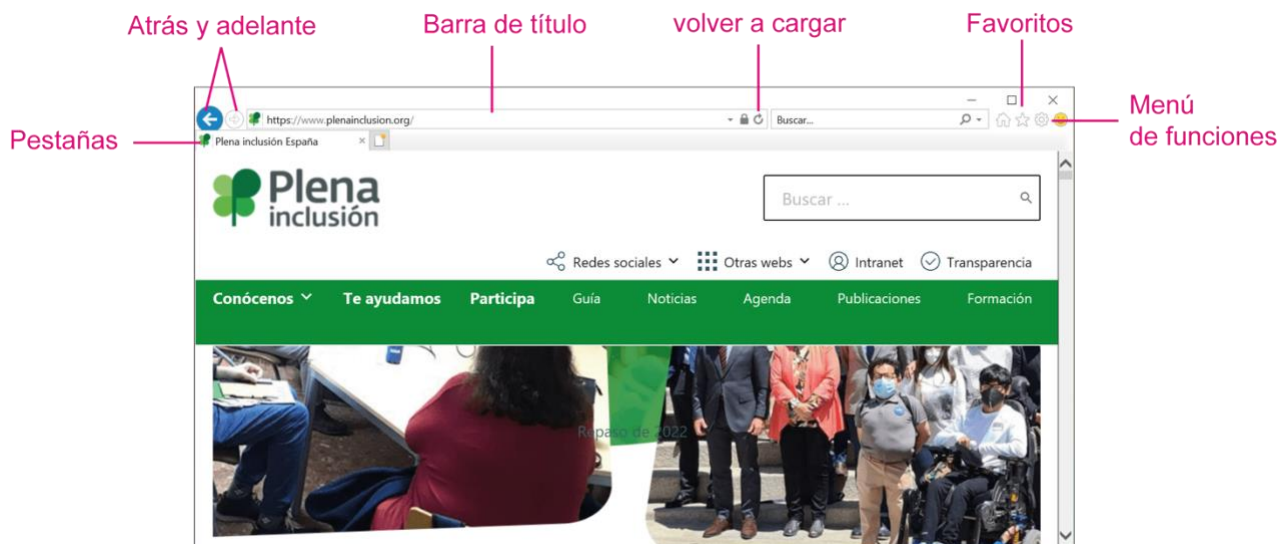 Atrás y adelante
Barra de título
volver a cargar
Favoritos
Menú
de funciones
Pestañas
https://www.plenainclusion.org/
Buscar...
Plena inclusión España
Plena
inclusión
Buscar ...
Redes sociales
Otras webs
Intranet
Transparencia
Conócenos
Te ayudamos
Participa
Guía
Noticias
Agenda
Publicaciones
Formación
Repaso de 2022